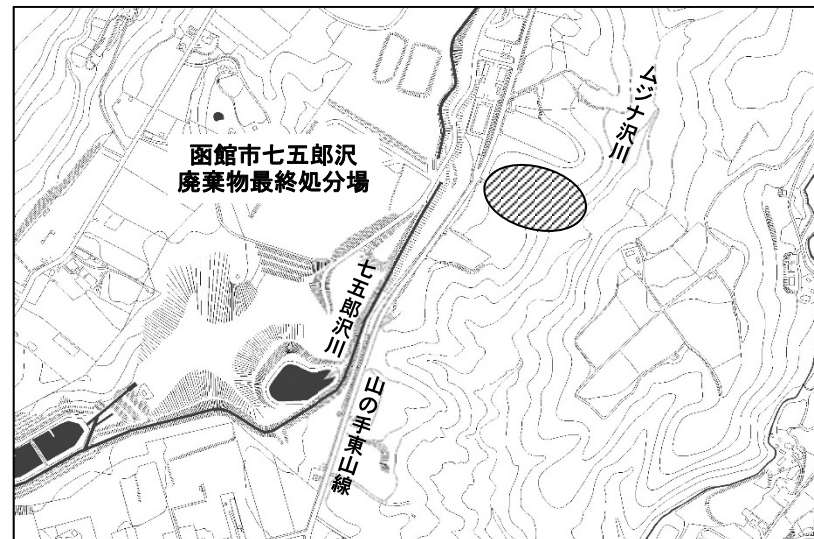 函館市七五郎沢
廃棄物最終処分場
ムジナ沢川
七五郎沢川
山の手東山線